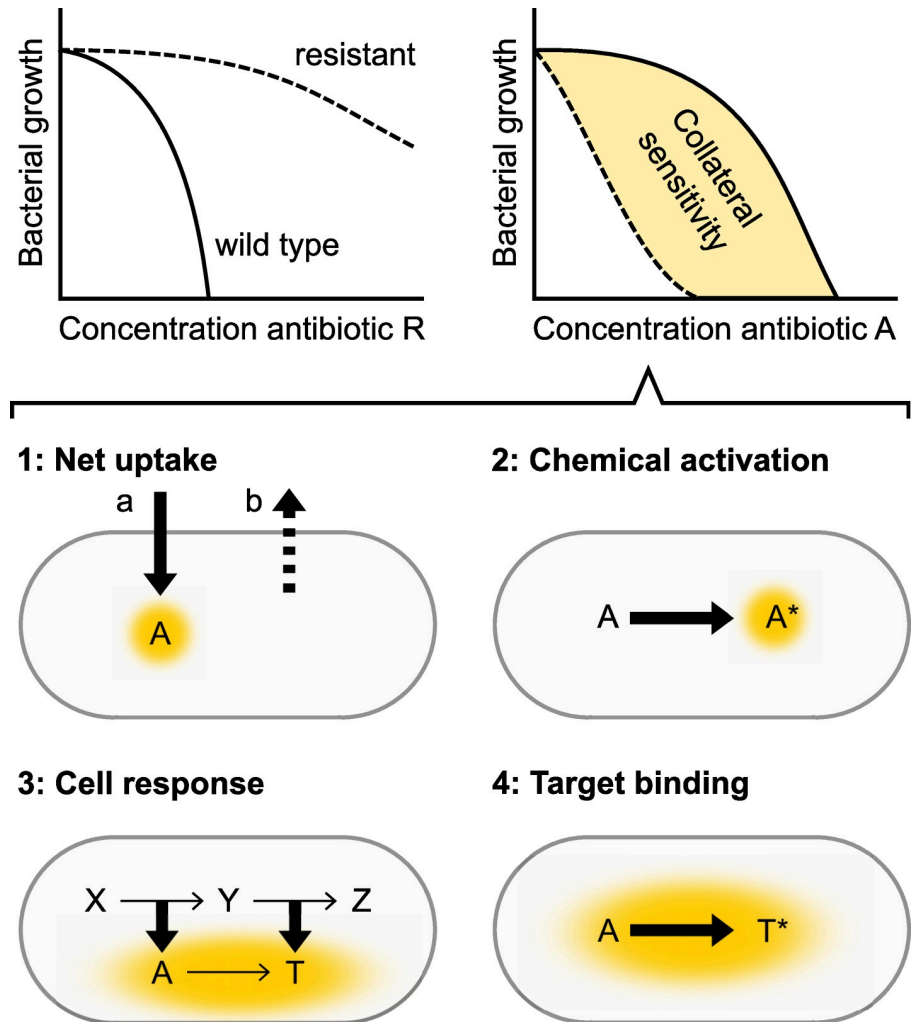 Bacterial growth
resistant
wild type
Concentration antibiotic R
Bacterial growth
Collateral
sensitivity
Concentration antibiotic A
1: Net uptake
a
b
A
2: Chemical activation
A
A*
3: Cell response
X Y Z
A T
4: Target binding
A T*